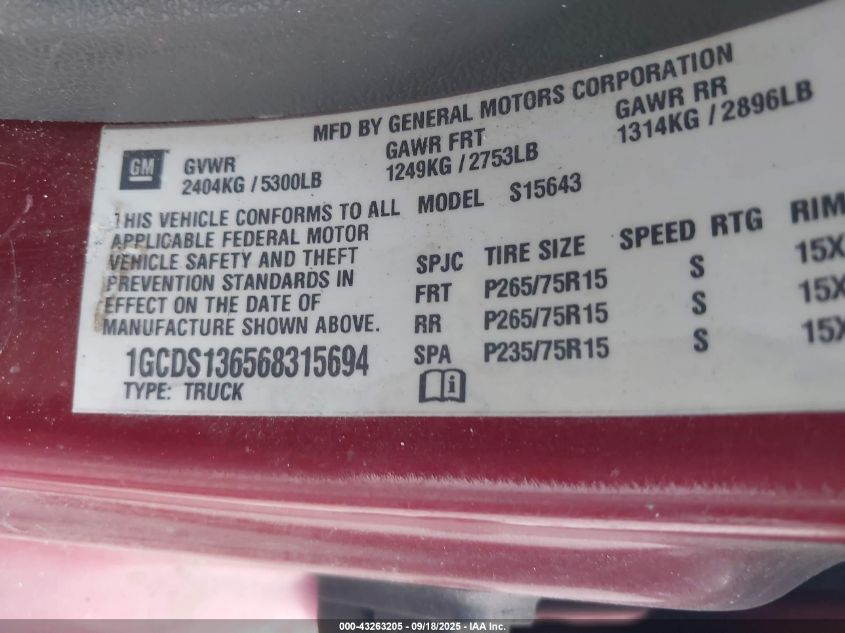 MFD BY GENERAL MOTORS CORPORATION
GM
GVWR GAWR FRT GAWR RR
2404KG / 5300LB 1249KG / 2753LB 1314KG / 2896LB
THIS VEHICLE CONFORMS TO ALL
APPLICABLE FEDERAL MOTOR
VEHICLE SAFETY AND THEFT
PREVENTION STANDARDS IN
EFFECT ON THE DATE OF
MANUFACTURE SHOWN ABOVE.
1GCDS136568315694
TYPE: TRUCK
MODEL S15643
SPJC TIRE SIZE SPEED RTG RIM
FRT P265/75R15 S 15X
RR P265/75R15 S 15X
SPA P235/75R15 S 15X
i
000-43263205 - 09/18/2025 - IAA Inc.